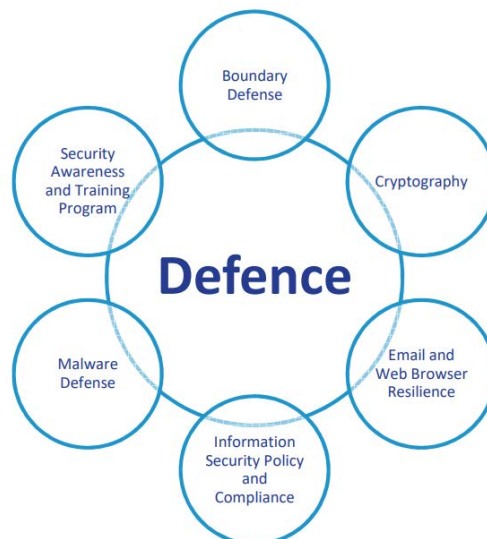 Boundary
Defense
Cryptography
Security
Awareness
and Training
Program
Defence
Email and
Web Browser
Resilience
Malware
Defense
Information
Security Policy
and
Compliance